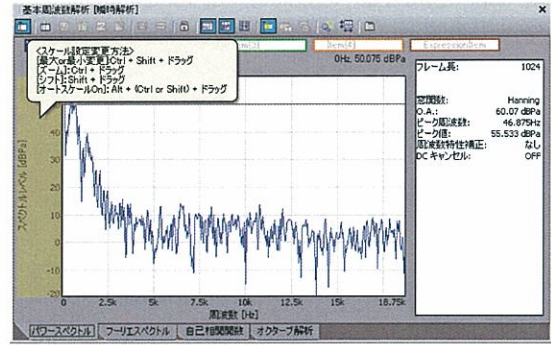 基本周波数解析 [瞬時解析]
Item[3]
Item[4]
ExpressionItem
<スケール設定変更方法>
[最大or最小変更]:Ctrl + Shift + ドラッグ
[ズーム]:Ctrl + ドラッグ
[シフト]:Shift + ドラッグ
[オートスケールOn]: Alt + (Ctrl or Shift) + ドラッグ
0Hz, 50.075 dBPa
フレーム長: 1024
窓関数: Hanning
O.A.: 60.07 dBPa
ピーク周波数: 46.875Hz
ピーク値: 55.533 dBPa
周波数特性補正: なし
DC キャンセル: OFF
スペクトルレベル [dBPa]
40
30
20
10
0
-10
-20
0 2.5k 5k 7.5k 10k 12.5k 15k 18.75k
周波数 [Hz]
パワースペクトル フーリエスペクトル 自己相関関数 オクターブ解析